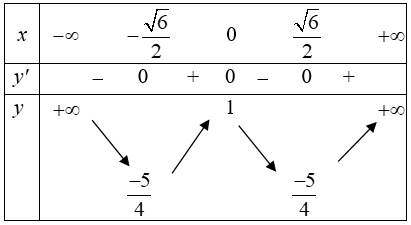 x −∞ −√6/2 0 √6/2 +∞
y′ − 0 + 0 − 0 +
y +∞ 1 +∞
−5/4 −5/4